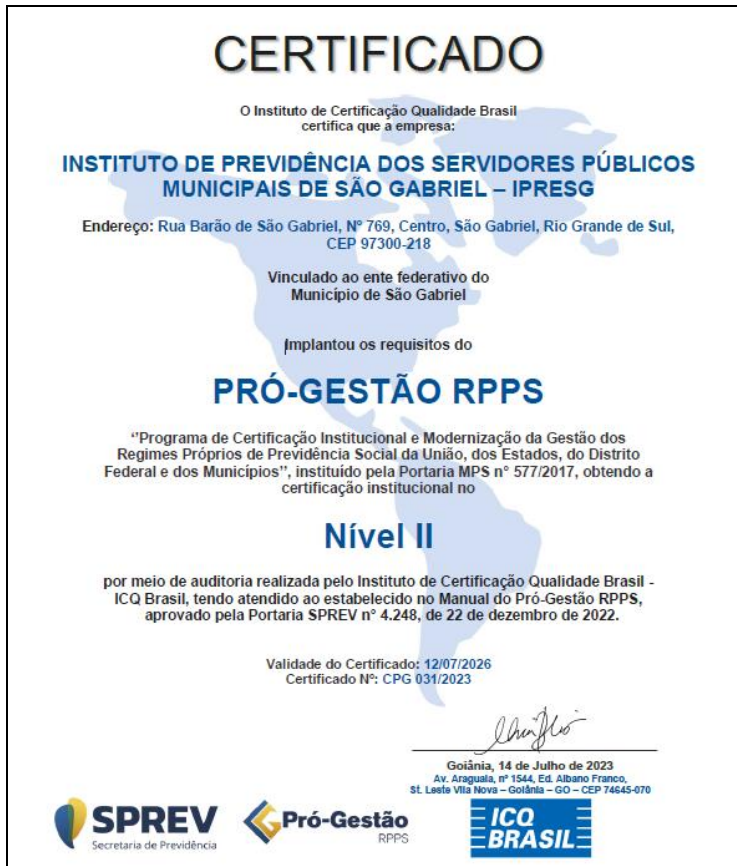 CERTIFICADO
O Instituto de Certificação Qualidade Brasil
certifica que a empresa:
INSTITUTO DE PREVIDÊNCIA DOS SERVIDORES PÚBLICOS
MUNICIPAIS DE SÃO GABRIEL – IPRESG
Endereço: Rua Barão de São Gabriel, Nº 769, Centro, São Gabriel, Rio Grande de Sul,
CEP 97300-218
Vinculado ao ente federativo do
Município de São Gabriel
Implantou os requisitos do
PRÓ-GESTÃO RPPS
“Programa de Certificação Institucional e Modernização da Gestão dos
Regimes Próprios de Previdência Social da União, dos Estados, do Distrito
Federal e dos Municípios”, instituído pela Portaria MPS n° 577/2017, obtendo a
certificação institucional no
Nível II
por meio de auditoria realizada pelo Instituto de Certificação Qualidade Brasil -
ICQ Brasil, tendo atendido ao estabelecido no Manual do Pró-Gestão RPPS,
aprovado pela Portaria SPREV n° 4.248, de 22 de dezembro de 2022.
Validade do Certificado: 12/07/2026
Certificado Nº: CPG 031/2023
Goiânia, 14 de Julho de 2023
Av. Araguaia, nº 1544, Ed. Albano Franco,
St. Leste Vila Nova – Goiânia – GO – CEP 74645-070
SPREV
Secretaria de Previdência
Pró-Gestão
RPPS
ICQ
BRASIL